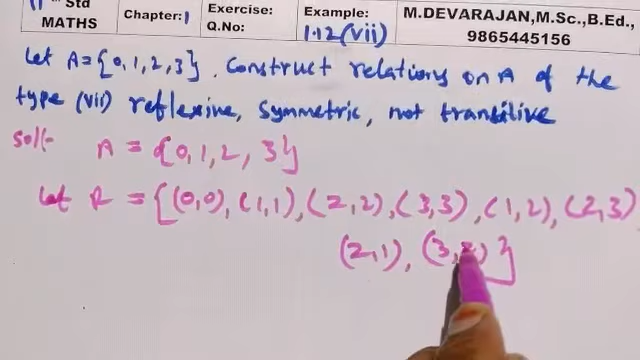 11th Std
MATHS
Chapter:1
Exercise:
Q.No:
Example:
1.12(vii)
M.DEVARAJAN,M.Sc.,B.Ed.,
9865445156
Let A={0,1,2,3}. Construct relations on A of the
type (vii) reflexive, symmetric, not transitive
Sol:-
A = {0,1,2,3}
Let R = {(0,0),(1,1),(2,2),(3,3),(1,2),(2,3)
(2,1),(3,2)}